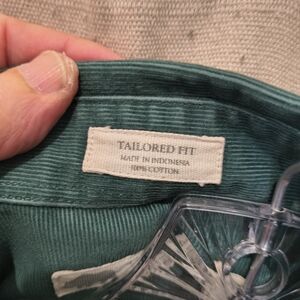 TAILORED FIT
MADE IN INDONESIA
100% COTTON